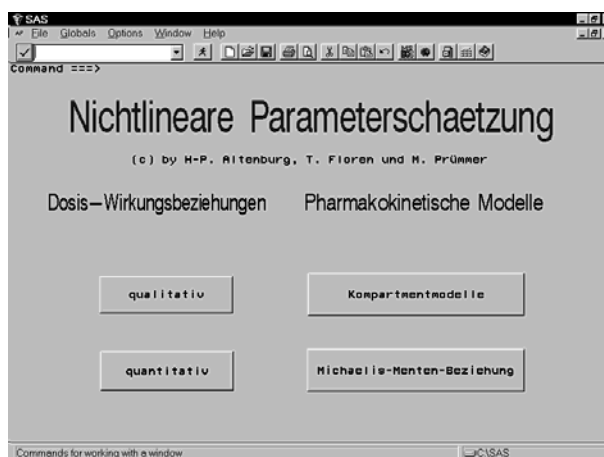 SAS
File Globals Options Window Help
Command ===>
Nichtlineare Parameterschaetzung
(c) by H-P. Altenburg, T. Floren und M. Prümmer
Dosis–Wirkungsbeziehungen Pharmakokinetische Modelle
qualitativ Kompartmentmodelle
quantitativ Michaelis-Menten-Beziehung
Commands for working with a window C:\SAS